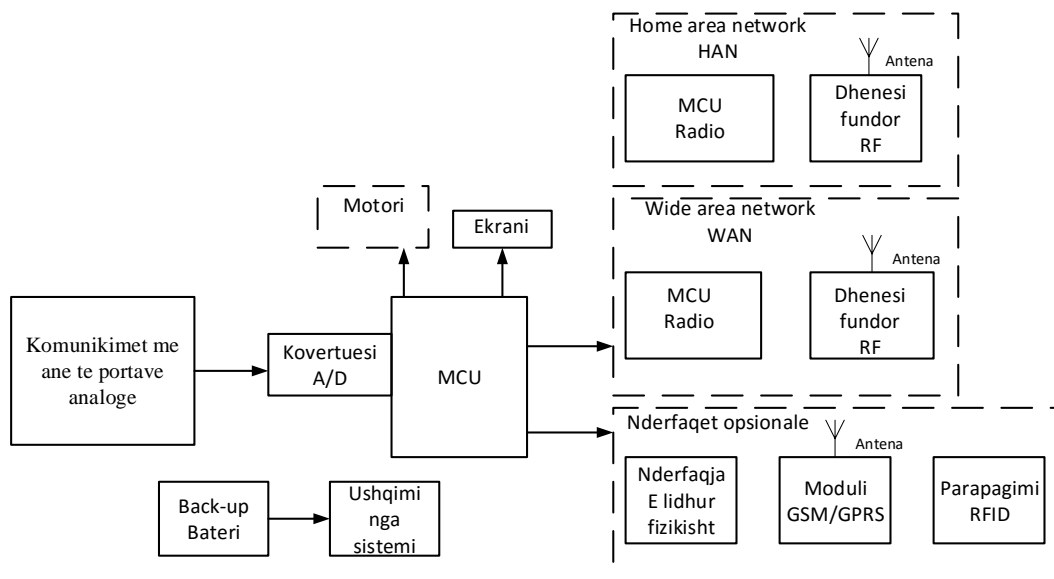 Home area network
HAN
Antena
MCU
Radio
Dhenesi
fundor
RF
Motori
Ekrani
Wide area network
WAN
Antena
MCU
Radio
Dhenesi
fundor
RF
Komunikimet me
ane te portave
analoge
Kovertuesi
A/D
MCU
Nderfaqet opsionale
Antena
Nderfaqja
E lidhur
fizikisht
Moduli
GSM/GPRS
Parapagimi
RFID
Back-up
Bateri
Ushqimi
nga
sistemi